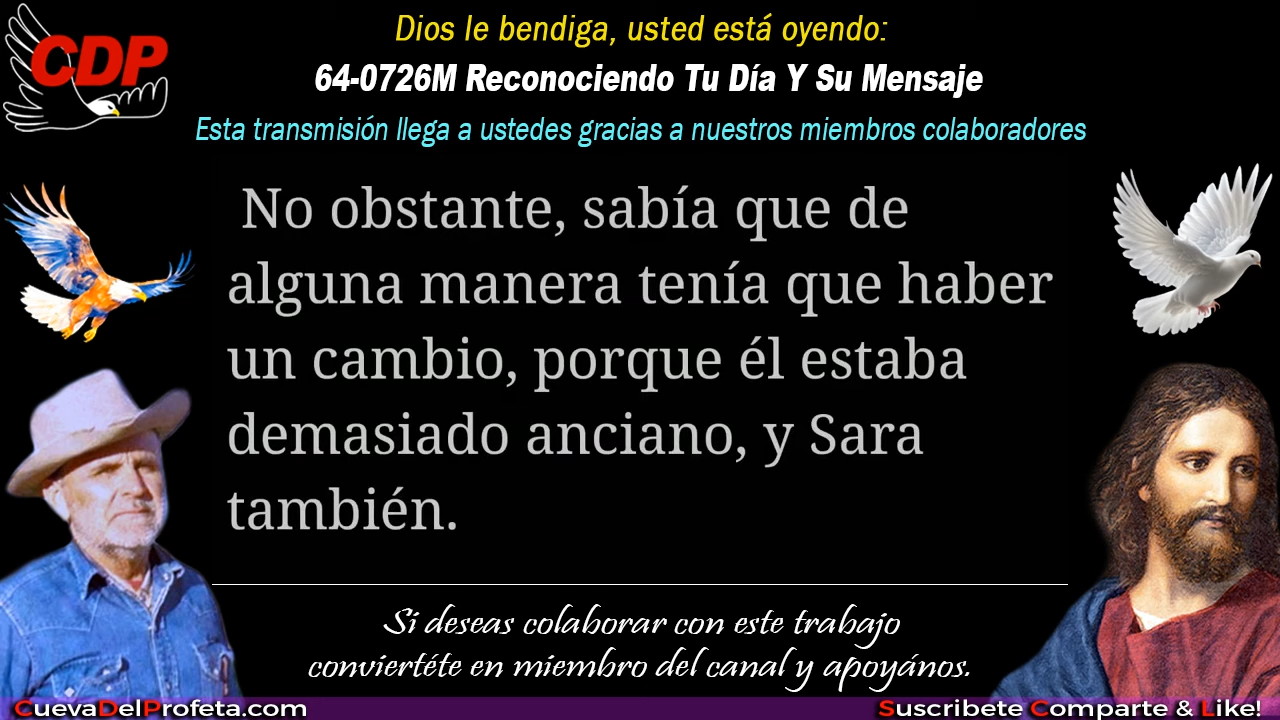 CDP
Dios le bendiga, usted está oyendo:
64-0726M Reconociendo Tu Día Y Su Mensaje
Esta transmisión llega a ustedes gracias a nuestros miembros colaboradores
No obstante, sabía que de
alguna manera tenía que haber
un cambio, porque él estaba
demasiado anciano, y Sara
también.
Si deseas colaborar con este trabajo
conviertéte en miembro del canal y apoyános.
CuevaDelProfeta.com
Suscribete Comparte & Like!